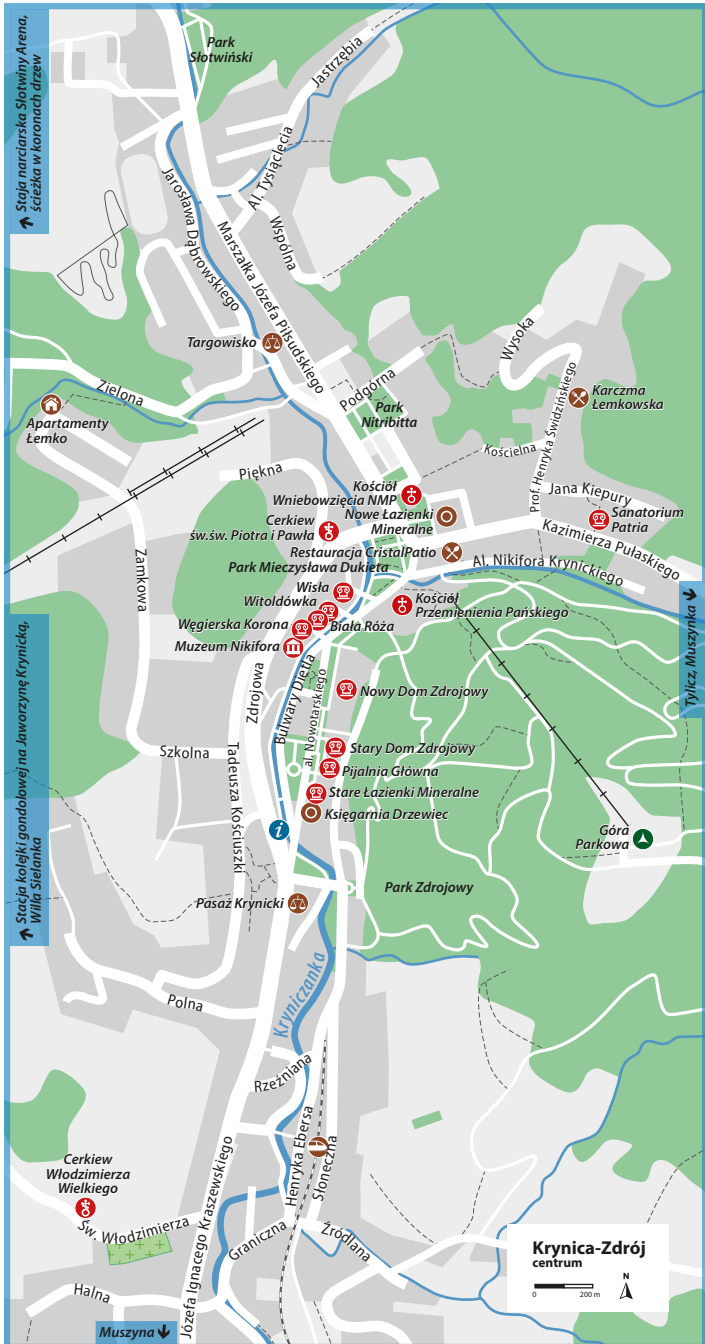 Stacja narciarska Słotwiny Arena,
ścieżka w koronach drzew
Park
Słotwiński
Jastrzębia
Al. Tysiąclecia
Jarosława Dąbrowskiego
Wspólna
Marszałka Józefa Piłsudskiego
Targowisko
Wysoka
Zielona
Podgórna
Park
Nitribitta
Prof. Henryka Świdzińskiego
Karczma
Łemkowska
Apartamenty
Łemko
Kościelna
Piękna
Kościół
Wniebowzięcia NMP
Jana Kiepury
Nowe Łazienki
Mineralne
Sanatorium
Patria
Cerkiew
św.św. Piotra i Pawła
Kazimierza Pułaskiego
Restauracja CristalPatio
Park Mieczysława Dukieta
Al. Nikifora Krynickiego
Zamkowa
Wisła
Witoldówka
Kościół
Przemienienia Pańskiego
Węgierska Korona
Biała Róża
Muzeum Nikifora
Tylicz, Muszynka
Zdrojowa
Bulwary Dietla
al. Nowotarskiego
Nowy Dom Zdrojowy
Szkolna
Stary Dom Zdrojowy
Tadeusza Kościuszki
Pijalnia Główna
Stare Łazienki Mineralne
Księgarnia Drzewiec
i
Góra
Parkowa
Stacja kolejki gondolowej na Jaworzynę Krynicką,
Willa Sielanka
Park Zdrojowy
Pasaż Krynicki
Kryniczanka
Polna
Rzeźniana
Henryka Ebersa
Słoneczna
Cerkiew
Włodzimierza
Wielkiego
Józefa Ignacego Kraszewskiego
Św. Włodzimierza
Graniczna
Źródlana
Halna
Muszyna
Krynica-Zdrój
centrum
0 200 m
N